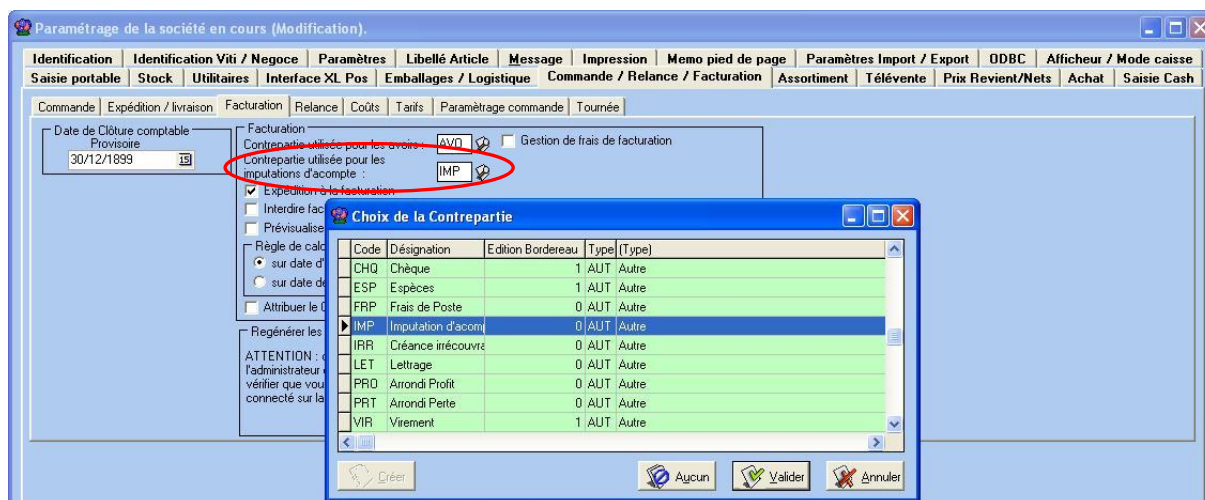 Paramétrage de la société en cours (Modification).
Identification Identification Viti / Negoce Paramètres Libellé Article Message Impression Memo pied de page Paramètres Import / Export ODBC Afficheur / Mode caisse
Saisie portable Stock Utilitaires Interface XL Pos Emballages / Logistique Commande / Relance / Facturation Assortiment Télévente Prix Revient/Nets Achat Saisie Cash
Commande Expédition / livraison Facturation Relance Coûts Tarifs Paramètrage commande Tournée
Date de Clôture comptable
Provisoire
30/12/1899 15
Facturation
Contrepartie utilisée pour les avoirs : AVO Gestion de frais de facturation
Contrepartie utilisée pour les
imputations d'acompte : IMP
Expédition à la facturation
Interdire fac
Prévisualise
Règle de calc
sur date d'
sur date de
Attribuer le
Regénérer les
ATTENTION :
l'administrateur
vérifier que vou
connecté sur la
Choix de la Contrepartie
Code Désignation Edition Bordereau Type (Type)
CHQ Chèque 1 AUT Autre
ESP Espèces 1 AUT Autre
FRP Frais de Poste 0 AUT Autre
IMP Imputation d'acom 0 AUT Autre
IRR Créance irrécouvra 0 AUT Autre
LET Lettrage 0 AUT Autre
PRO Arrondi Profit 0 AUT Autre
PRT Arrondi Perte 0 AUT Autre
VIR Virement 1 AUT Autre
Créer Aucun Valider Annuler